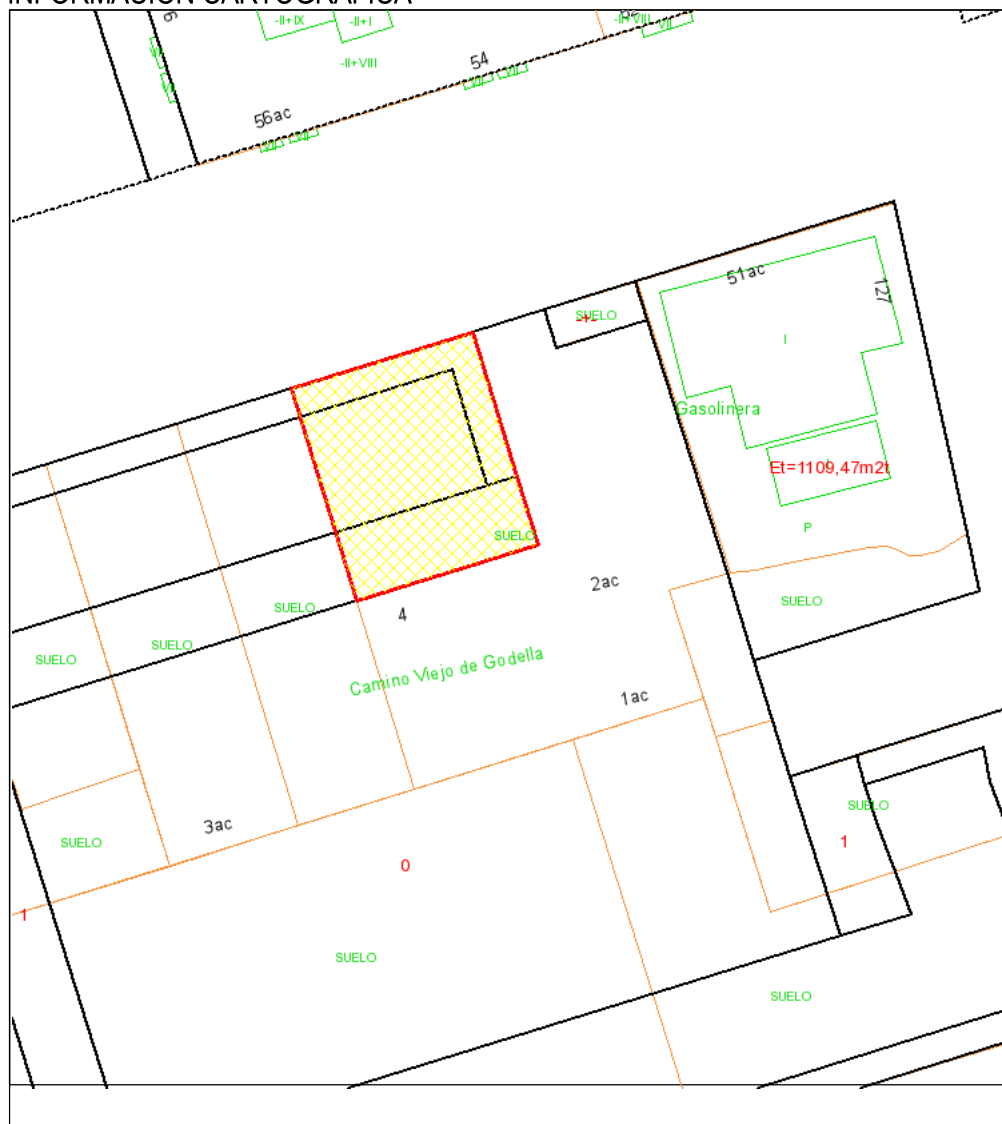 INFORMACIÓN CARTOGRÁFICA
-II+IX
-II+I
-II+VIII
VII
-II+VIII
54
56ac
51ac
127
SUELO
-+-
I
Gasolinera
Et=1109,47m2t
P
SUELO
SUELO
2ac
SUELO
4
SUELO
SUELO
Camino Viejo de Godella
1ac
SUELO
3ac
SUELO
1
0
1
SUELO
SUELO